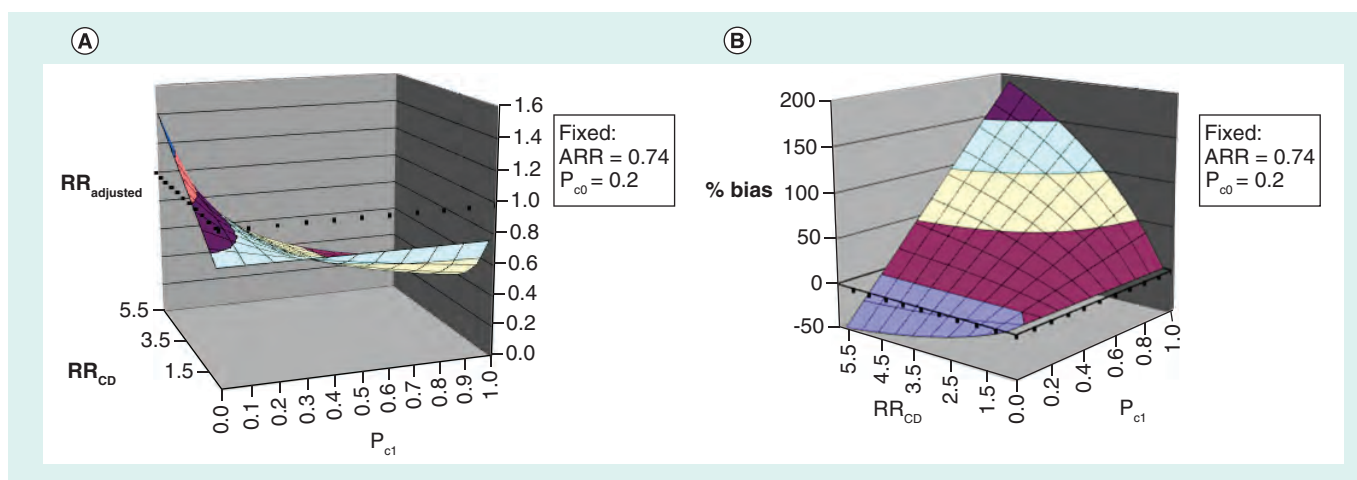 A
B
1.6
1.4
1.2
1.0
0.8
0.6
0.4
0.2
0.0
RRadjusted
5.5
3.5
1.5
RRCD
0.0 0.1 0.2 0.3 0.4 0.5 0.6 0.7 0.8 0.9 1.0
Pc1
Fixed:
ARR = 0.74
Pc0 = 0.2
200
150
100
50
0
-50
% bias
5.5 4.5 3.5 2.5 1.5 0.0
RRCD
0.2 0.4 0.6 0.8 1.0
Pc1
Fixed:
ARR = 0.74
Pc0 = 0.2